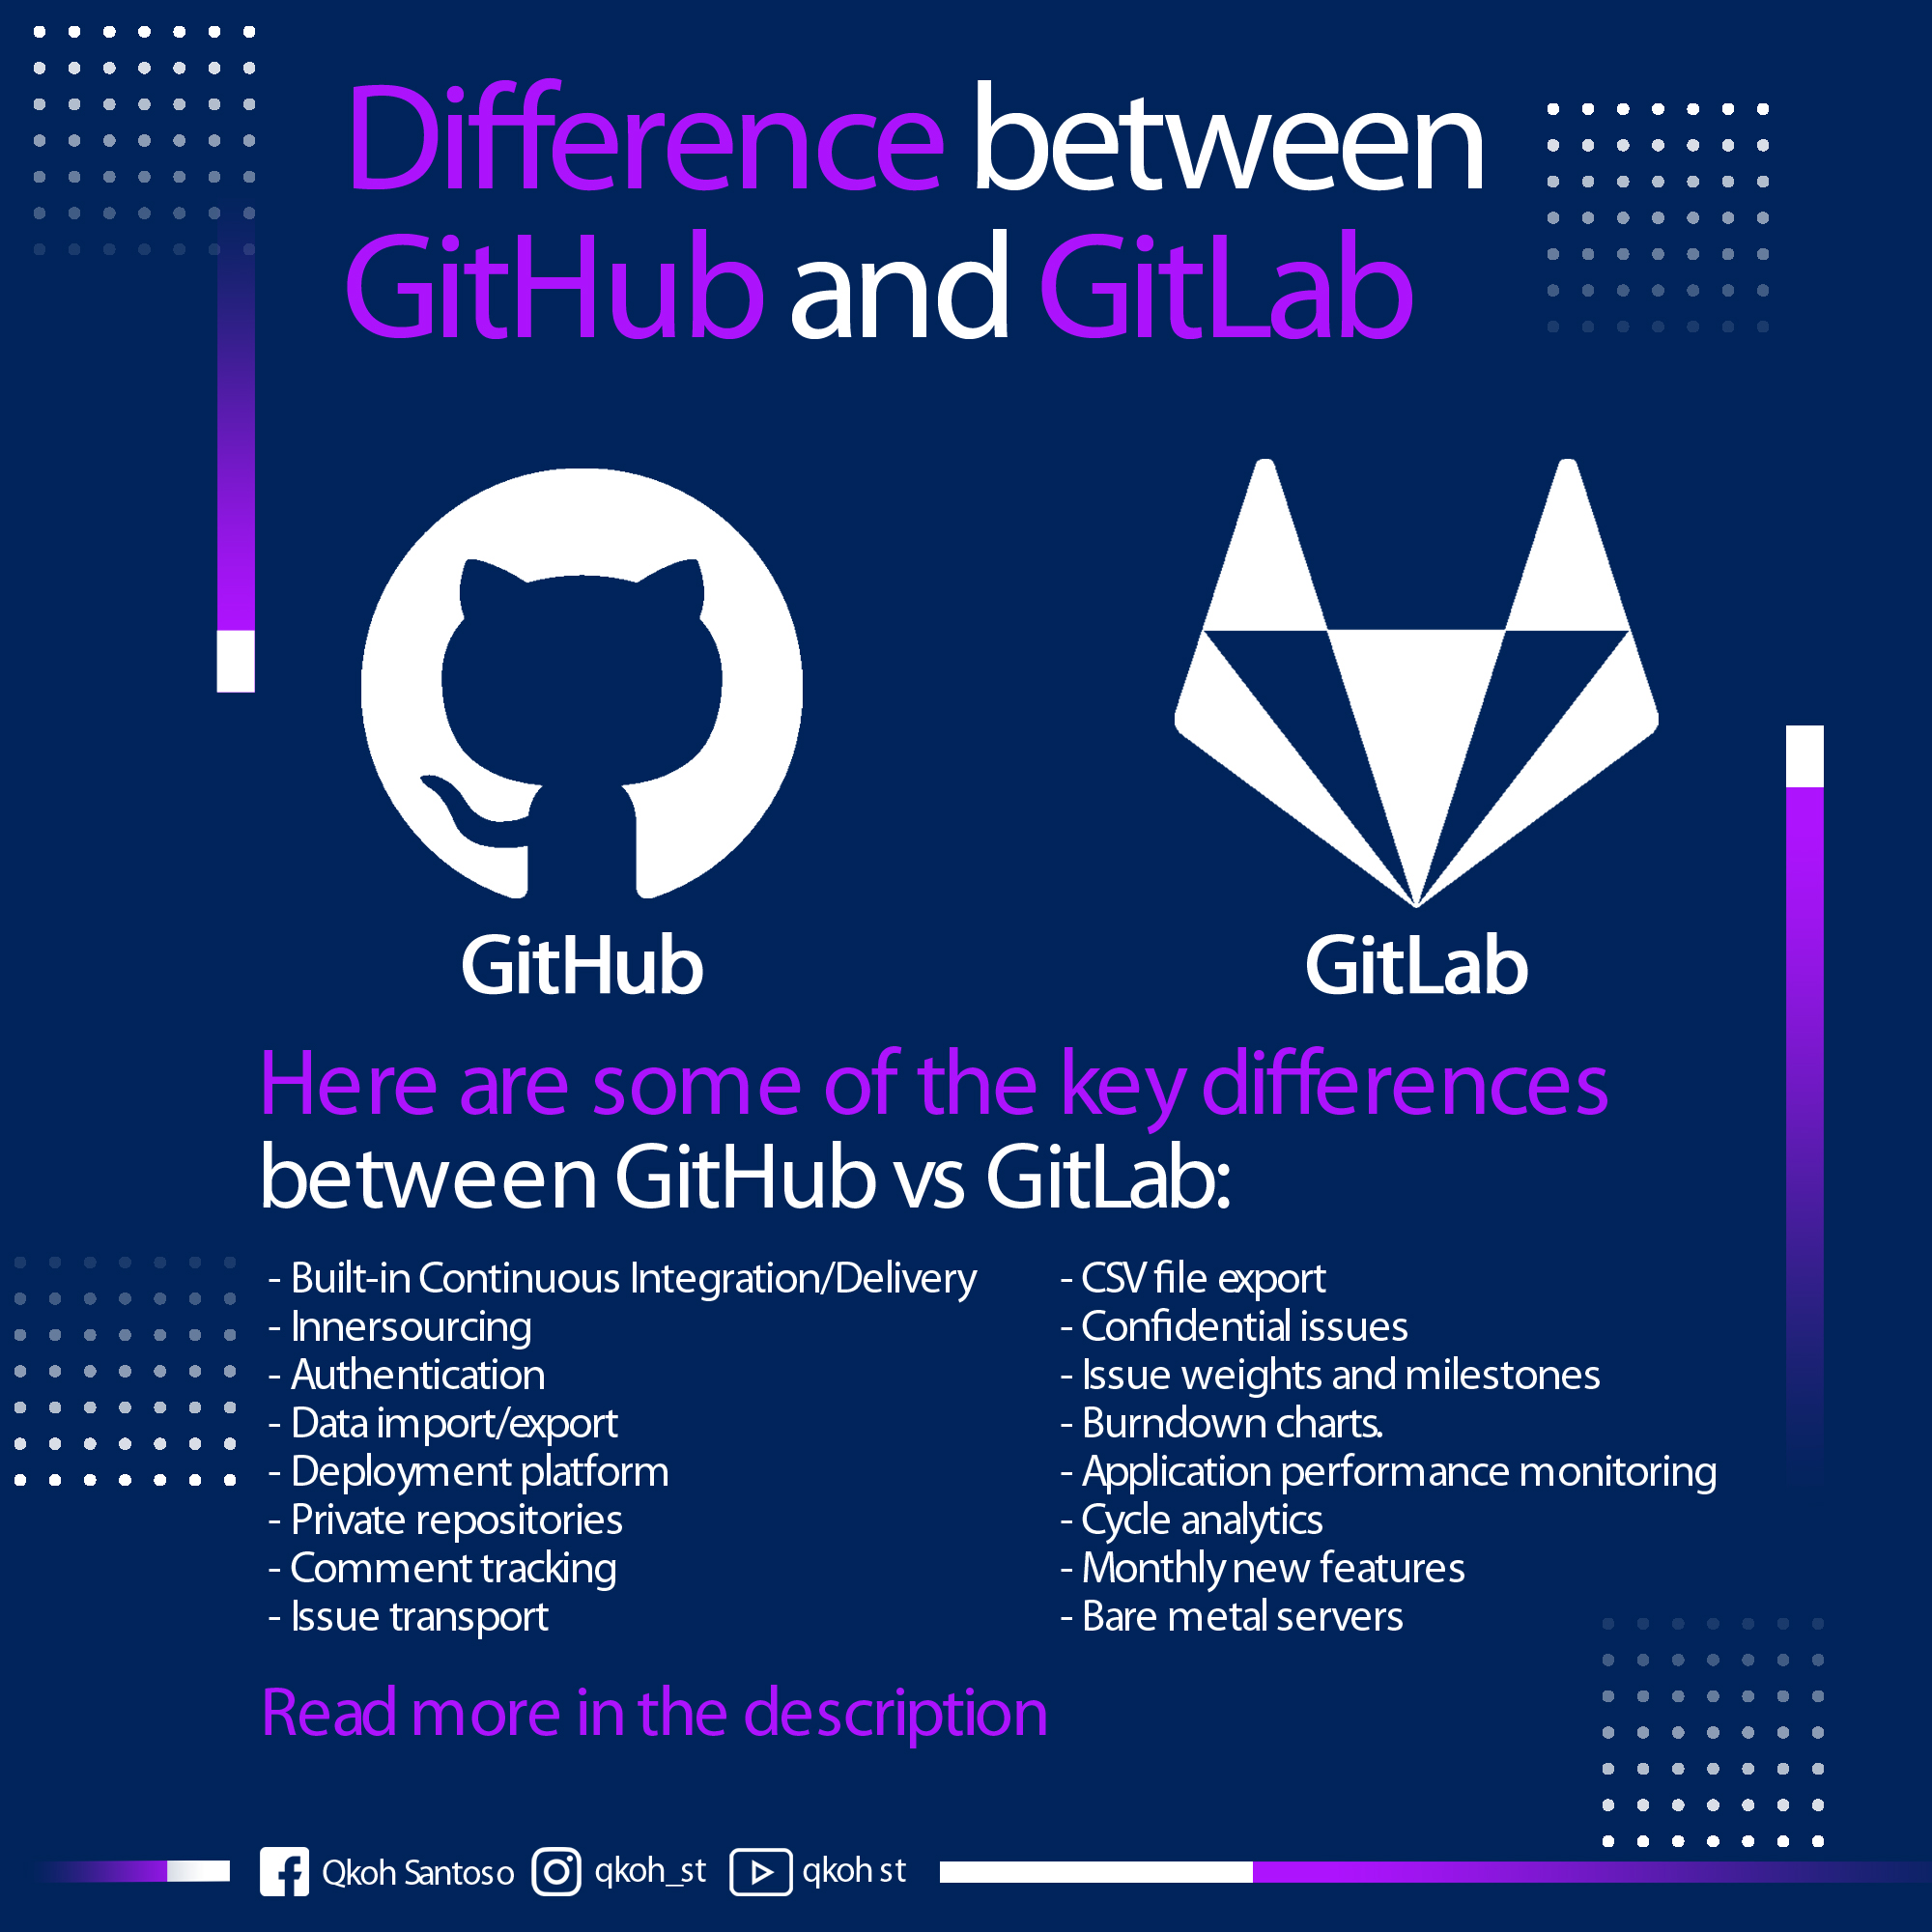 Difference between
GitHub and GitLab
GitHub
GitLab
Here are some of the key differences
between GitHub vs GitLab:
- Built-in Continuous Integration/Delivery
- Innersourcing
- Authentication
- Data import/export
- Deployment platform
- Private repositories
- Comment tracking
- Issue transport
- CSV file export
- Confidential issues
- Issue weights and milestones
- Burndown charts.
- Application performance monitoring
- Cycle analytics
- Monthly new features
- Bare metal servers
Read more in the description
Qkoh Santoso qkoh_st qkoh st